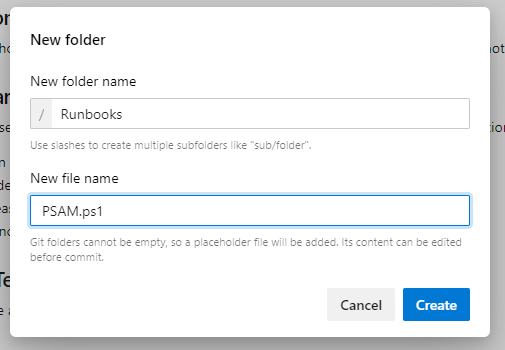 New folder
New folder name
/ Runbooks
Use slashes to create multiple subfolders like "sub/folder".
New file name
PSAM.ps1
Git folders cannot be empty, so a placeholder file will be added. Its content can be edited
before commit.
Cancel Create